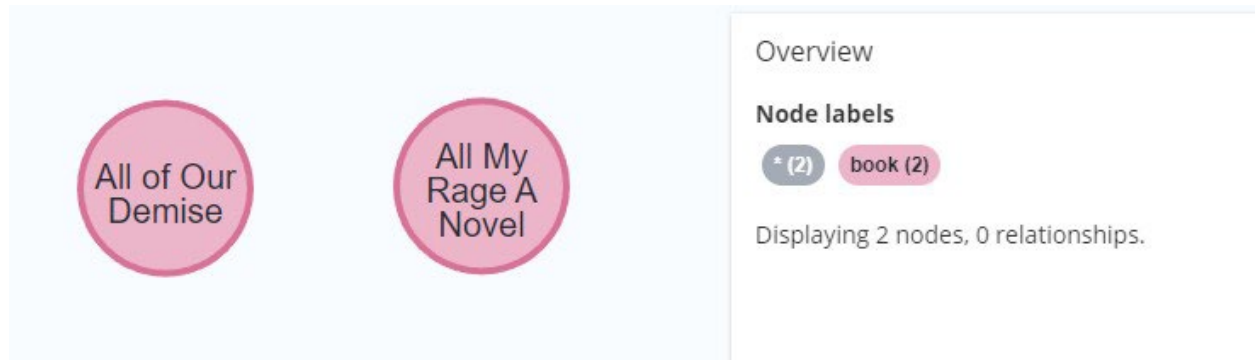 All of Our
Demise
All My
Rage A
Novel
Overview
Node labels
* (2) book (2)
Displaying 2 nodes, 0 relationships.